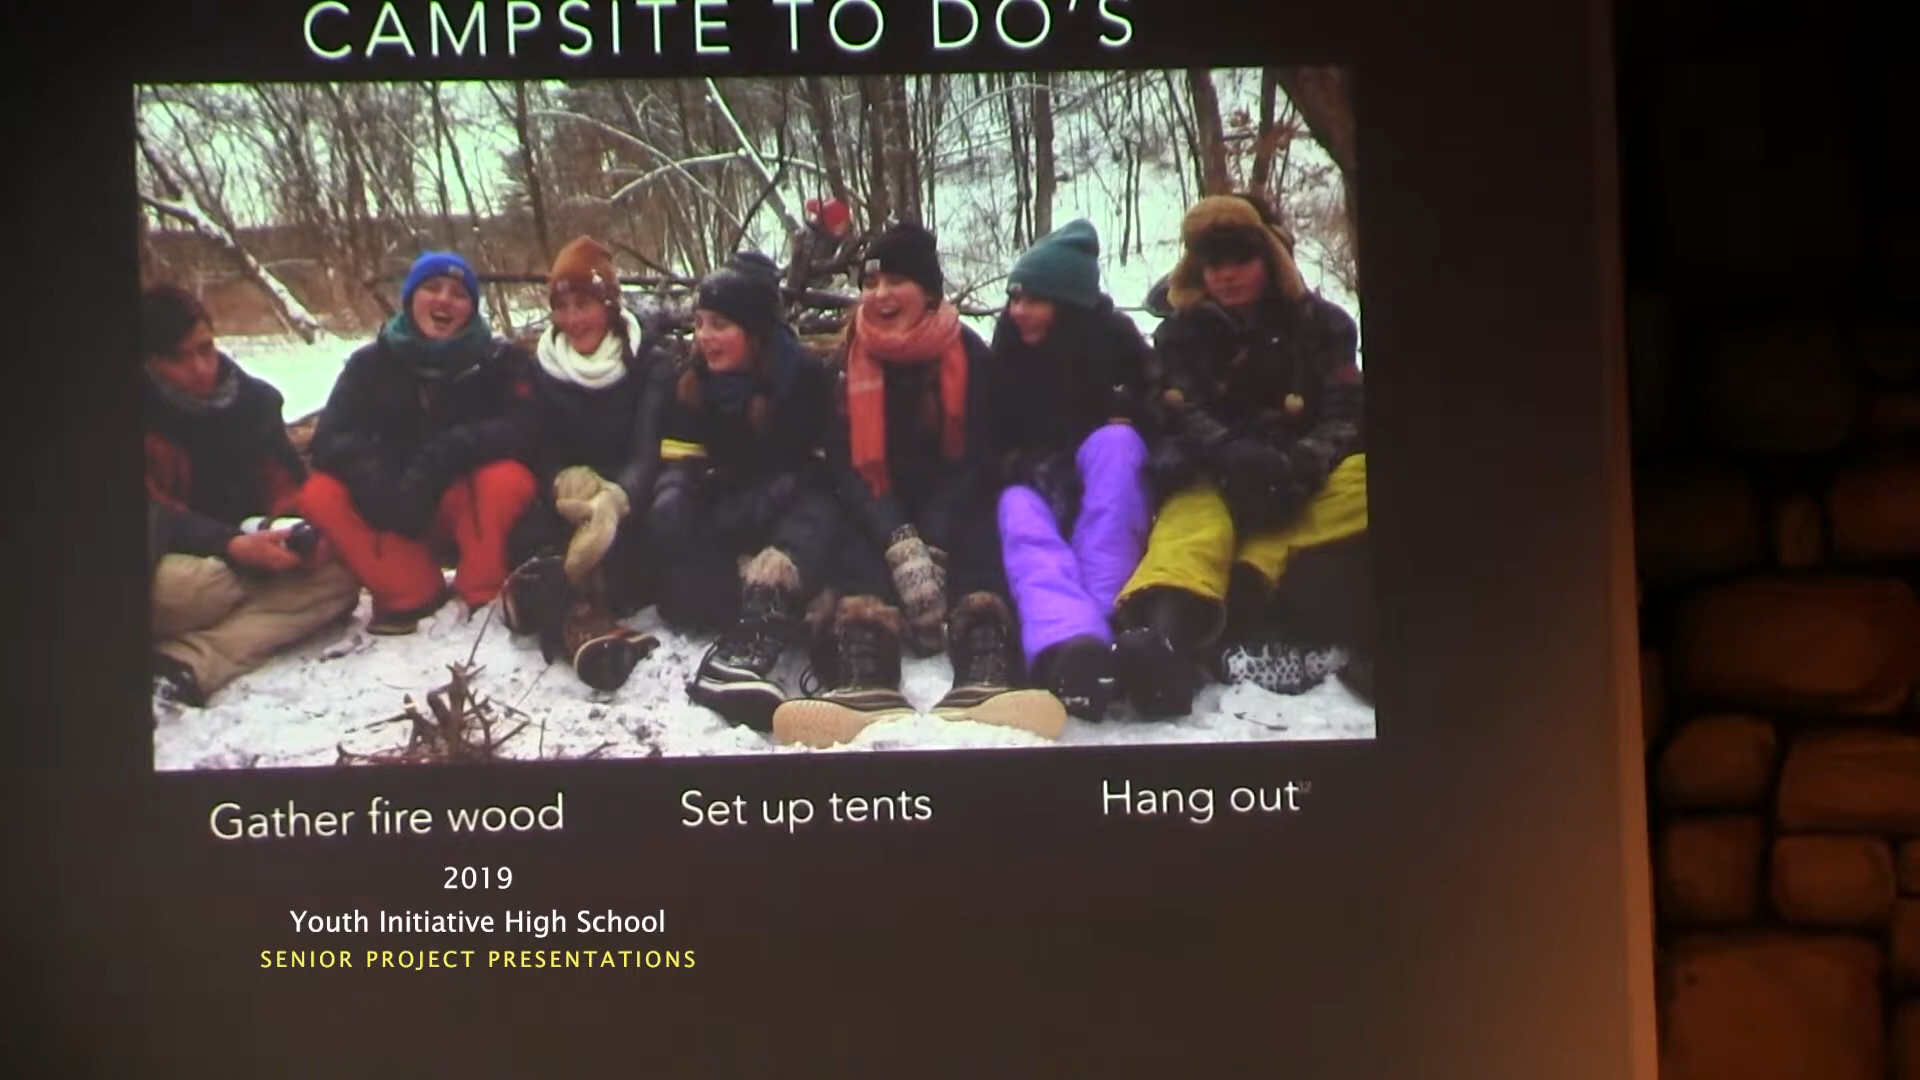 CAMPSITE TO DO'S
Gather fire wood
Set up tents
Hang out
2019
Youth Initiative High School
SENIOR PROJECT PRESENTATIONS